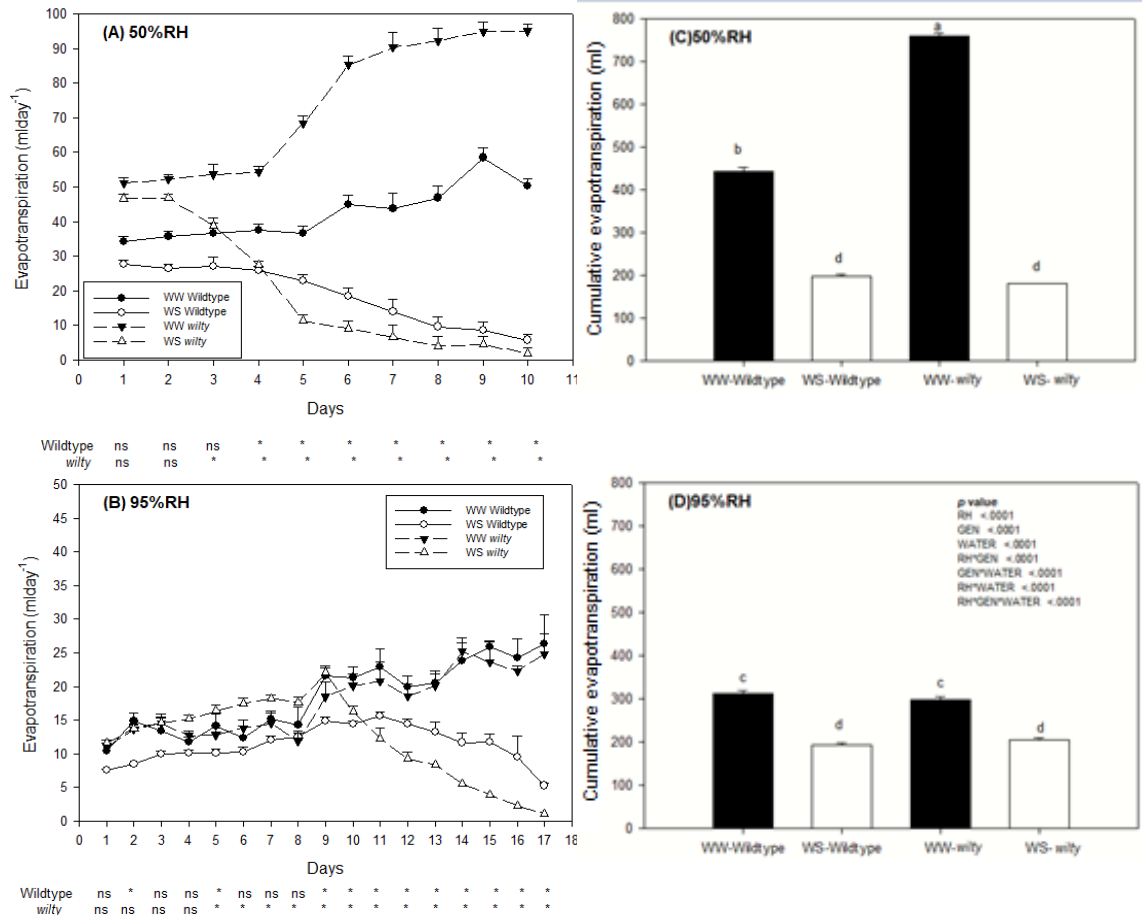 (A) 50%RH
Evapotranspiration (mlday⁻¹)
100
90
80
70
60
50
40
30
20
10
0
WW Wildtype
WS Wildtype
WW wilty
WS wilty
0 1 2 3 4 5 6 7 8 9 10 11
Days
Wildtype ns ns ns * * * * * * *
wilty ns ns * * * * * * * *
(C)50%RH
Cumulative evapotranspiration (ml)
800
700
600
500
400
300
200
100
0
b
d
a
d
WW-Wildtype WS-Wildtype WW-wilty WS- wilty
(B) 95%RH
Evapotranspiration (mlday⁻¹)
50
45
40
35
30
25
20
15
10
5
0
WW Wildtype
WS Wildtype
WW wilty
WS wilty
0 1 2 3 4 5 6 7 8 9 10 11 12 13 14 15 16 17 18
Days
Wildtype ns * ns ns * ns ns ns * * * * * * * * *
wilty ns ns ns ns * * * * * * * * * * * * *
(D)95%RH
Cumulative evapotranspiration (ml)
800
700
600
500
400
300
200
100
0
p value
RH <.0001
GEN <.0001
WATER <.0001
RH*GEN <.0001
GEN*WATER <.0001
RH*WATER <.0001
RH*GEN*WATER <.0001
c
d
c
d
WW-Wildtype WS-Wildtype WW-wilty WS- wilty